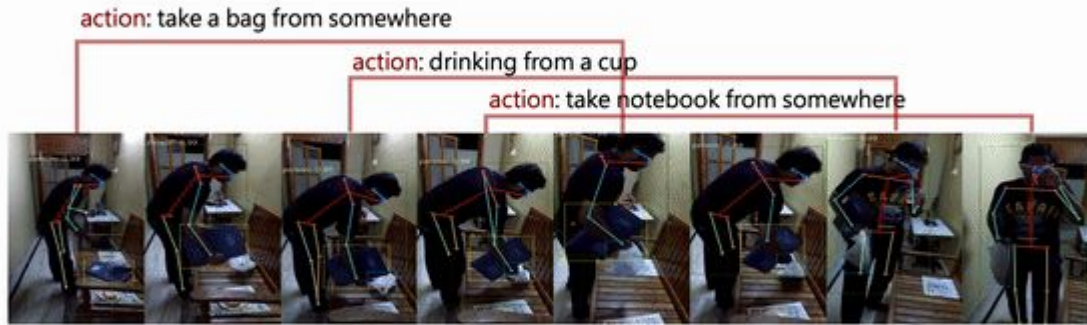 action: take a bag from somewhere
action: drinking from a cup
action: take notebook from somewhere